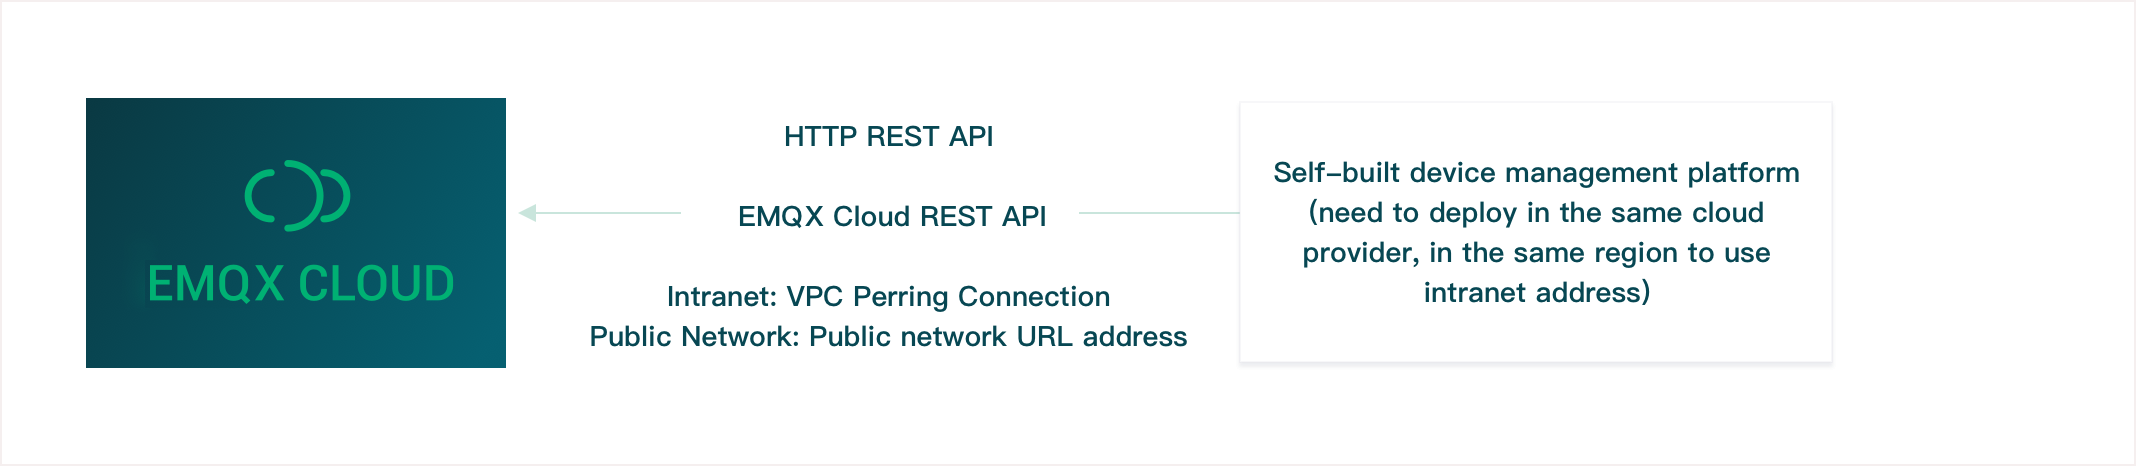 EMQX CLOUD
HTTP REST API
EMQX Cloud REST API
Intranet: VPC Perring Connection
Public Network: Public network URL address
Self-built device management platform
(need to deploy in the same cloud
provider, in the same region to use
intranet address)